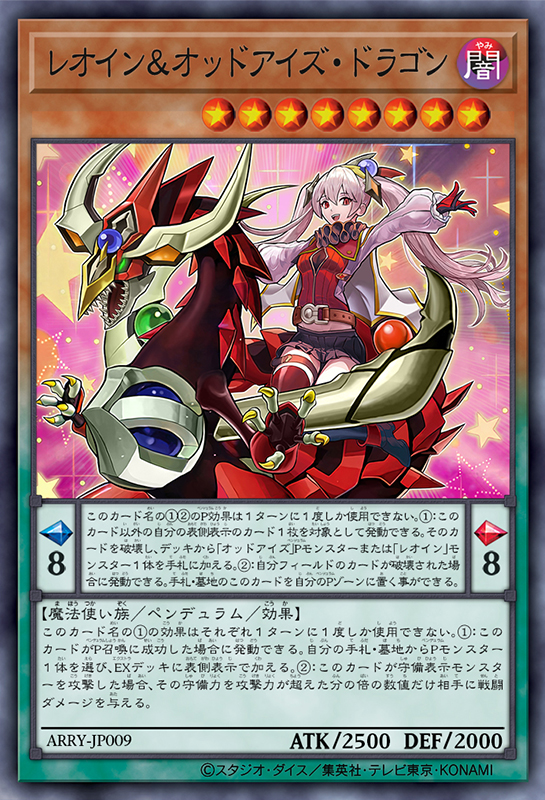 レオイン&オッドアイズ・ドラゴン
闇
このカード名の①②のP効果は1ターンに1度しか使用できない。①:この
カード以外の自分の表側表示のカード1枚を対象として発動できる。そのカ
ードを破壊し、デッキから「オッドアイズ」Pモンスターまたは「レオイン」モ
ンスター1体を手札に加える。②:自分フィールドのカードが破壊された場
合に発動できる。手札・墓地のこのカードを自分のPゾーンに置く事ができる。
8
8
【魔法使い族/ペンデュラム/効果】
このカード名の①の効果はそれぞれ1ターンに1度しか使用できない。①:この
カードがP召喚に成功した場合に発動できる。自分の手札・墓地からPモンスター
1体を選び、EXデッキに表側表示で加える。②:このカードが守備表示モンスタ
ーを攻撃した場合、その守備力を攻撃力が超えた分の倍の数値だけ相手に戦闘
ダメージを与える。
ARRY-JP009
ATK/2500 DEF/2000
©スタジオ・ダイス/集英社・テレビ東京・KONAMI